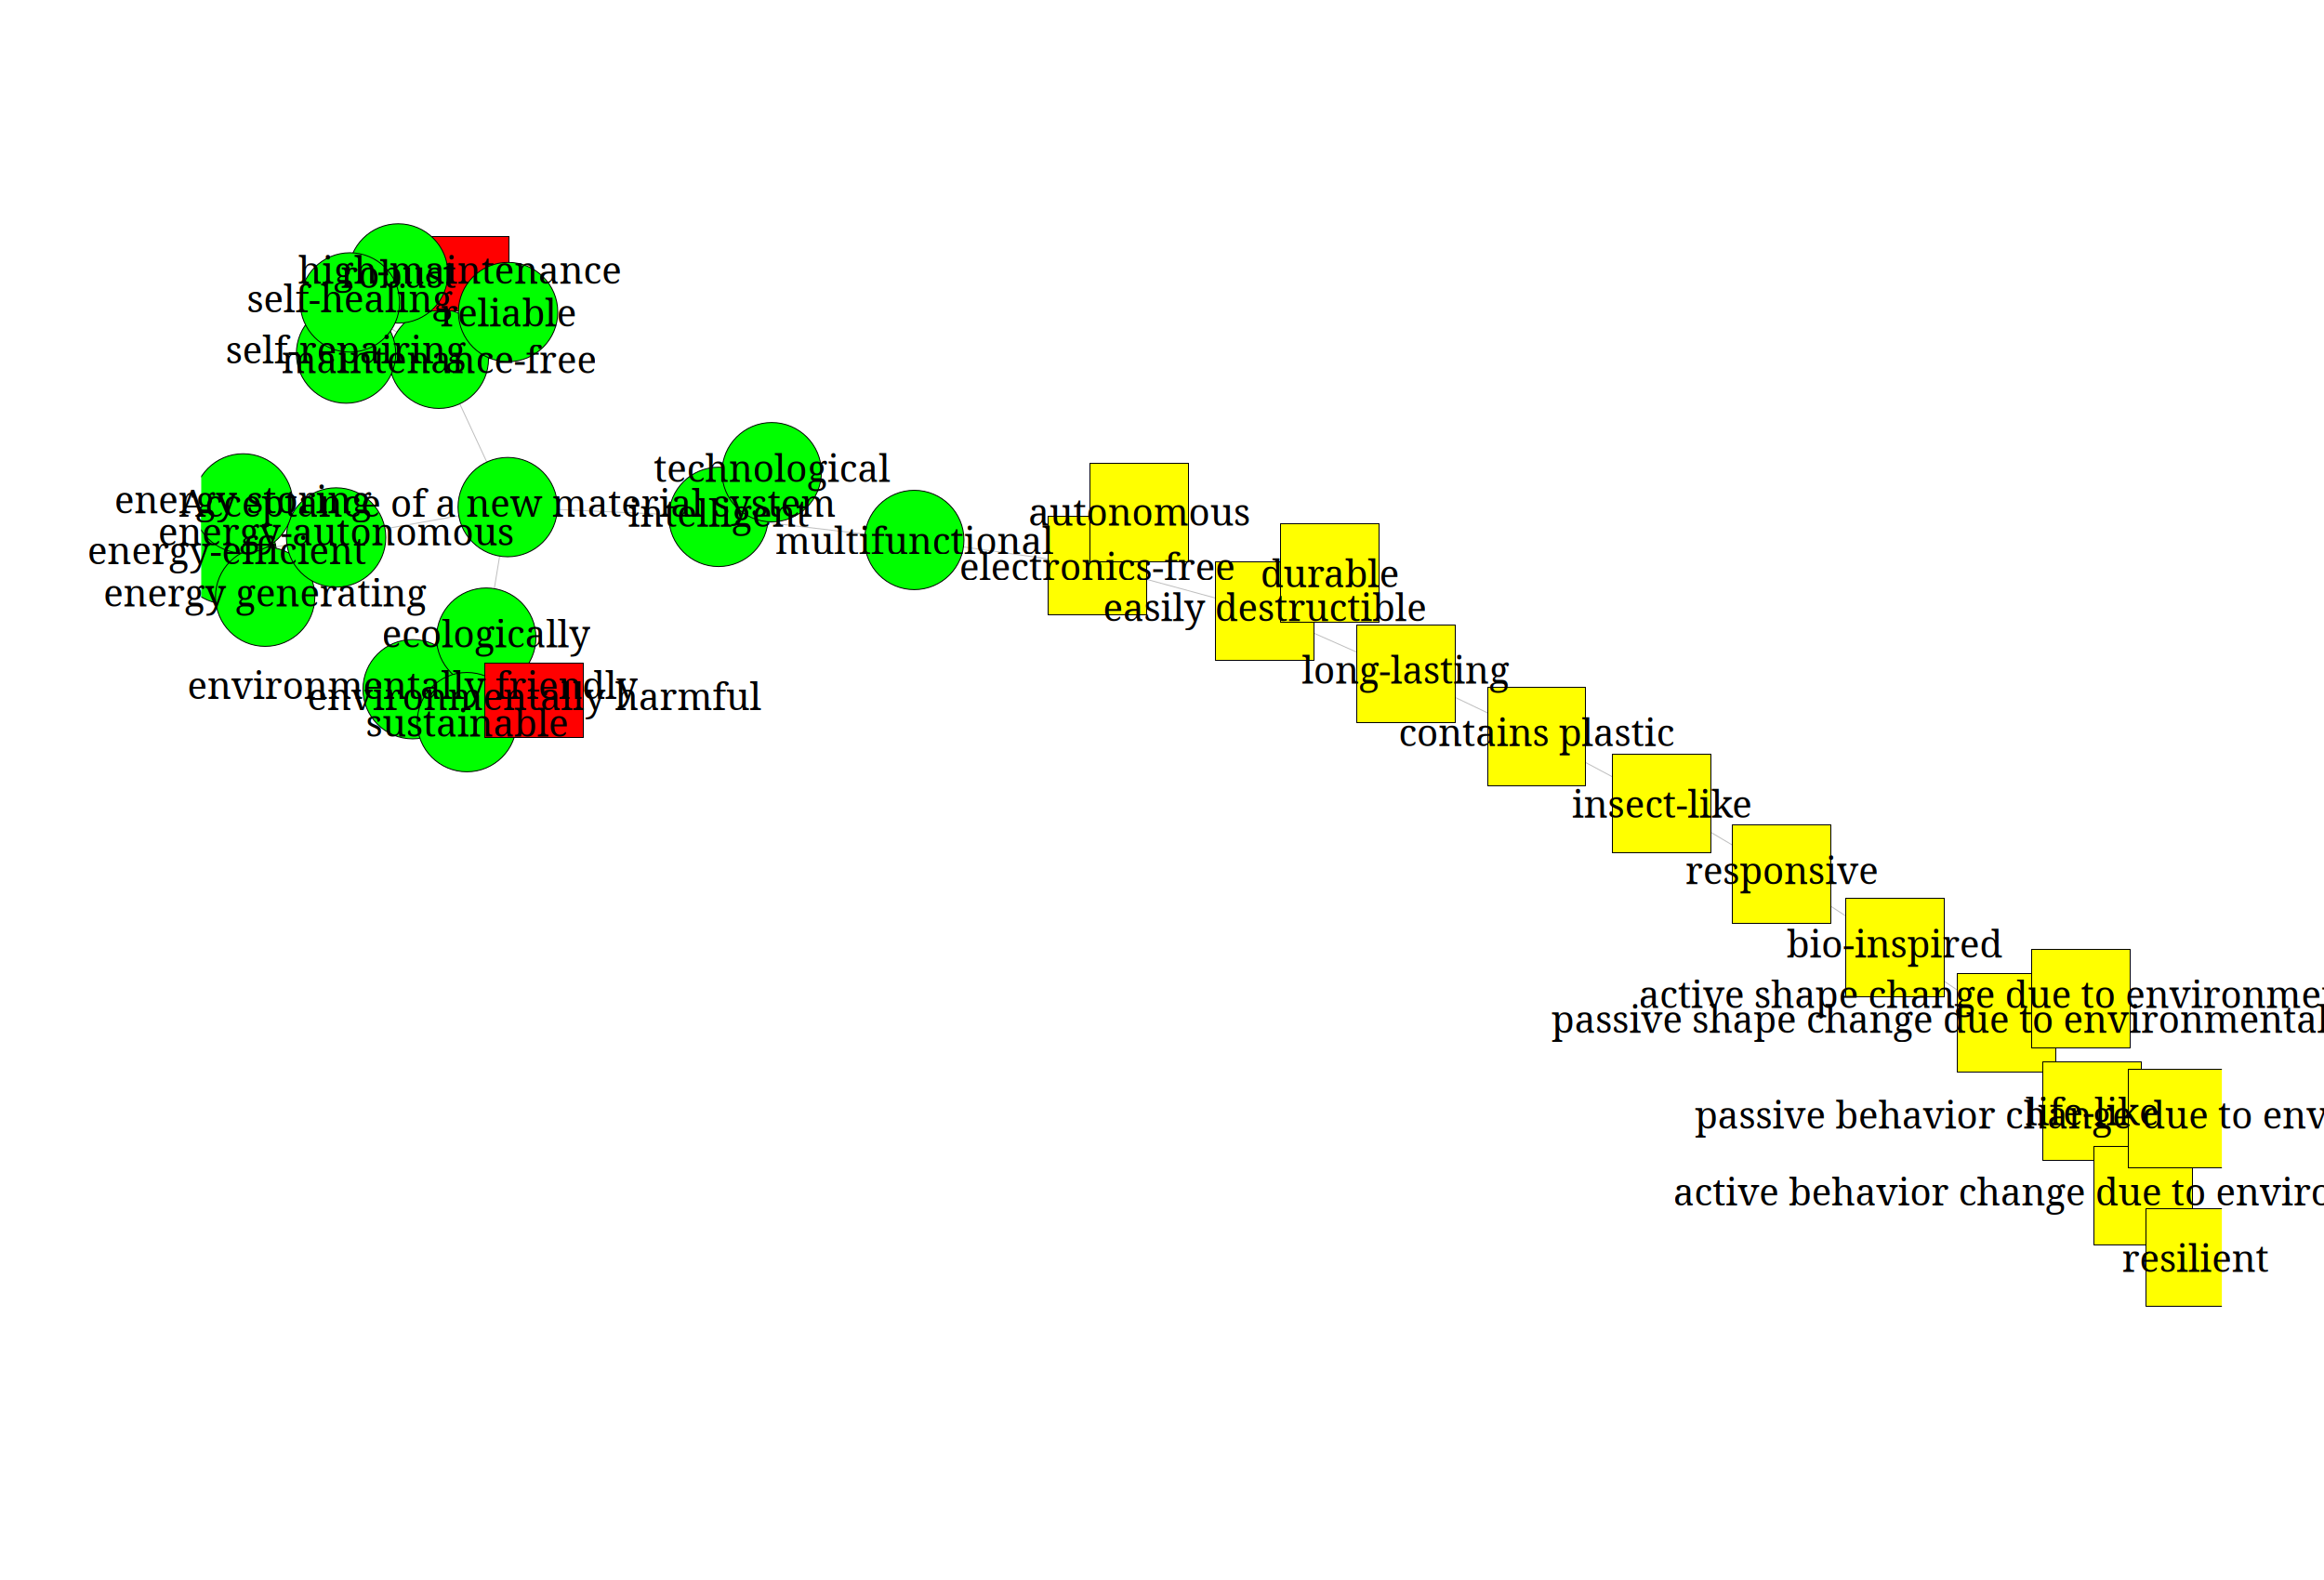 high-maintenance
robust
self-healing
reliable
self-repairing
maintenance-free
technological
energy storing
Acceptance of a new material system
intelligent
autonomous
energy-autonomous
multifunctional
energy-efficient
electronics-free
durable
energy generating
easily destructible
ecologically
long-lasting
environmentally friendly
environmentally harmful
sustainable
contains plastic
insect-like
responsive
bio-inspired
active shape change due to environme
passive shape change due to environmental
life-like
passive behavior change due to env
active behavior change due to enviro
resilient